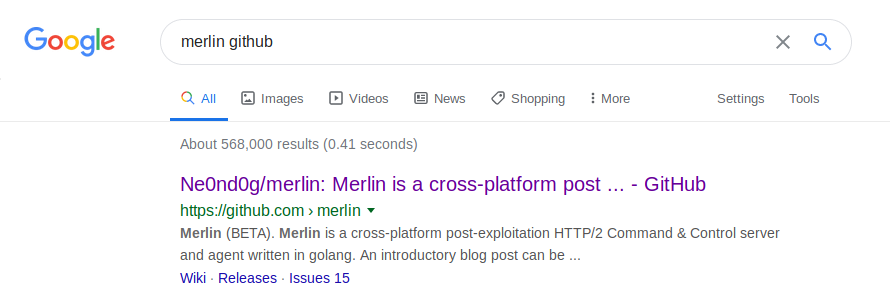 Google merlin github
All Images Videos News Shopping More Settings Tools
About 568,000 results (0.41 seconds)
Ne0nd0g/merlin: Merlin is a cross-platform post ... - GitHub
https://github.com › merlin
Merlin (BETA). Merlin is a cross-platform post-exploitation HTTP/2 Command & Control server
and agent written in golang. An introductory blog post can be ...
Wiki · Releases · Issues 15